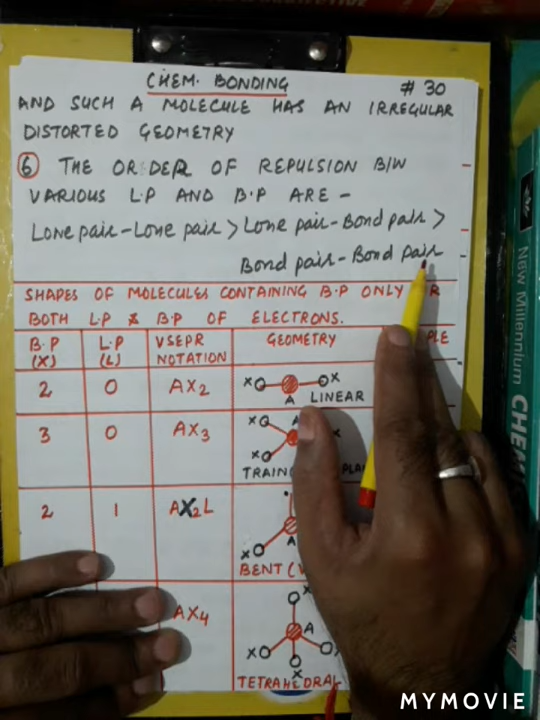 CHEM. BONDING # 30
AND SUCH A MOLECULE HAS AN IRREGULAR
DISTORTED GEOMETRY
⑥ THE ORDER OF REPULSION B/W
VARIOUS L.P AND B.P ARE -
Lone pair - Lone pair > Lone pair - Bond pair >
Bond pair - Bond pair
SHAPES OF MOLECULES CONTAINING B.P ONLY
BOTH L.P & B.P OF ELECTRONS.
B.P (X) L.P (L) VSEPR NOTATION GEOMETRY
2 0 AX2 X A X LINEAR
3 0 AX3 X X
2 1 AX2L X A BENT
AX4 X A X X TETRAHEDRAL
New Millennium
MYMOVIE